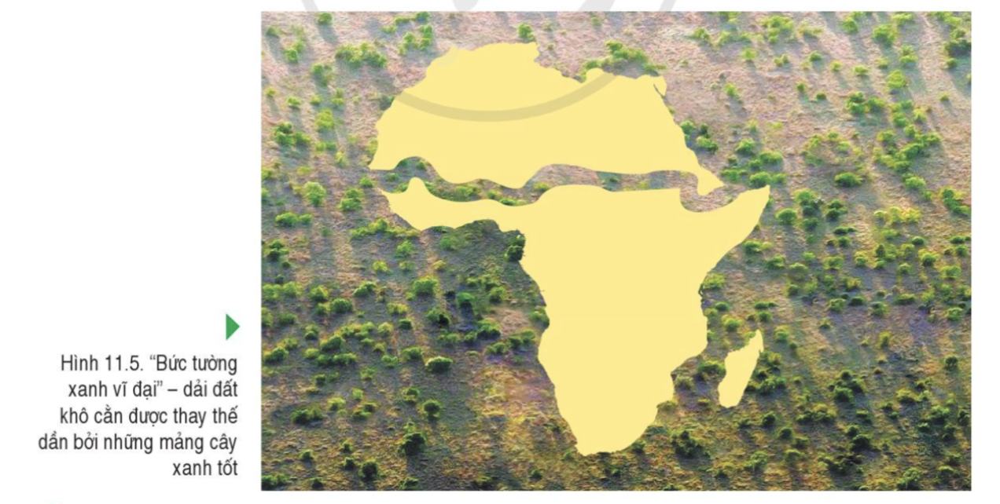 Hình 11.5. “Bức tường
xanh vĩ đại” – dải đất
khô cằn được thay thế
dần bởi những mảng cây
xanh tốt